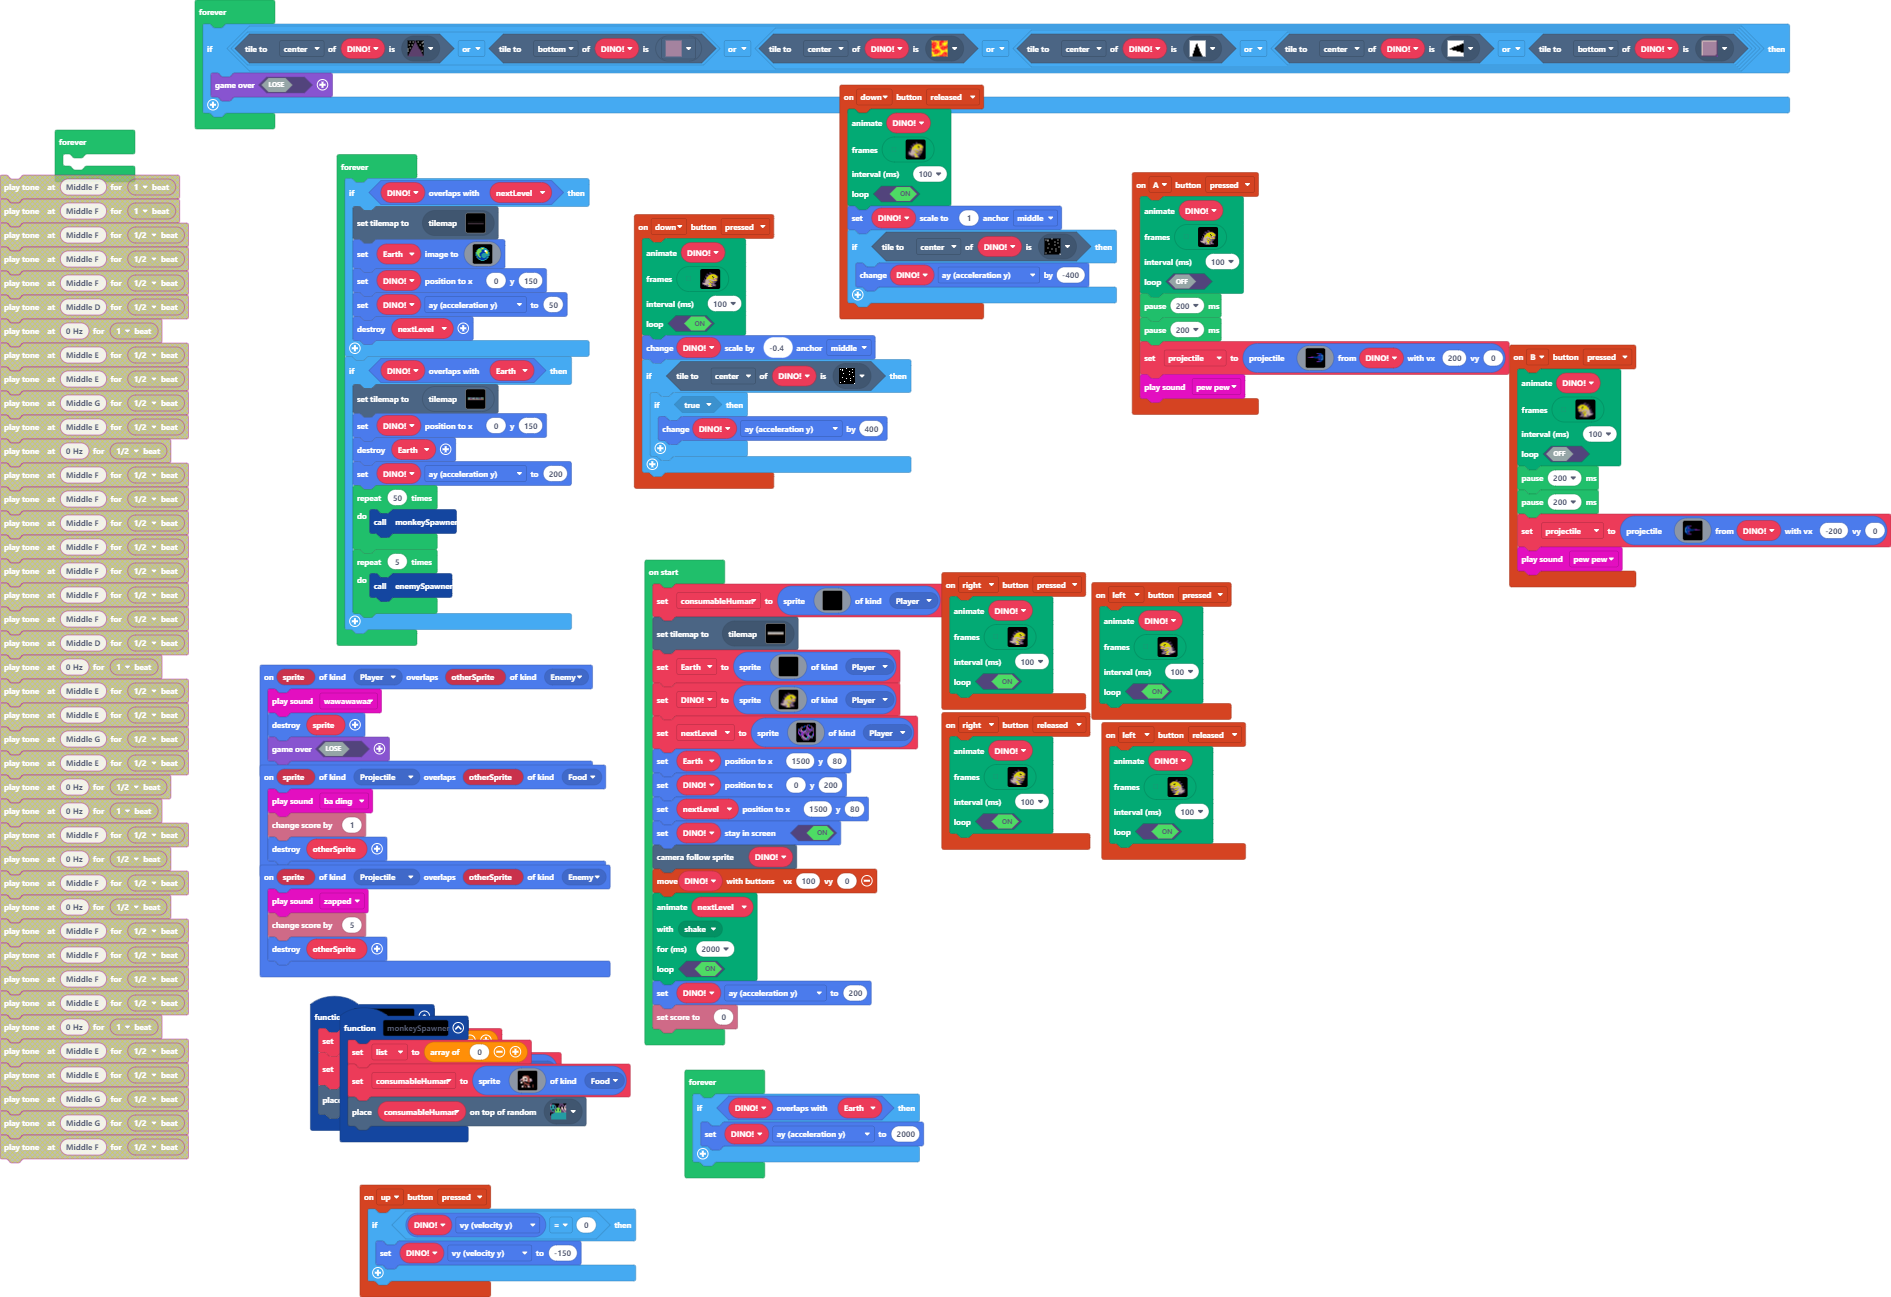 forever
if tile to center of DINO! is or tile to bottom of DINO! is or tile to center of DINO! is or tile to center of DINO! is or tile to center of DINO! is or tile to bottom of DINO! is then
game over LOSE
forever
play tone at Middle F for 1 beat
play tone at Middle F for 1 beat
play tone at Middle F for 1/2 beat
play tone at Middle F for 1/2 beat
play tone at Middle F for 1/2 beat
play tone at Middle D for 1/2 beat
play tone at 0 Hz for 1 beat
play tone at Middle E for 1/2 beat
play tone at Middle E for 1/2 beat
play tone at Middle G for 1/2 beat
play tone at Middle E for 1/2 beat
play tone at 0 Hz for 1/2 beat
play tone at Middle F for 1/2 beat
play tone at Middle F for 1/2 beat
play tone at Middle F for 1/2 beat
play tone at Middle F for 1/2 beat
play tone at Middle F for 1/2 beat
play tone at Middle F for 1/2 beat
play tone at Middle F for 1/2 beat
play tone at Middle D for 1/2 beat
play tone at 0 Hz for 1 beat
play tone at Middle E for 1/2 beat
play tone at Middle E for 1/2 beat
play tone at Middle G for 1/2 beat
play tone at Middle E for 1/2 beat
play tone at 0 Hz for 1/2 beat
play tone at 0 Hz for 1 beat
play tone at Middle F for 1/2 beat
play tone at 0 Hz for 1/2 beat
play tone at Middle F for 1/2 beat
play tone at 0 Hz for 1/2 beat
play tone at Middle F for 1/2 beat
play tone at Middle F for 1/2 beat
play tone at Middle F for 1/2 beat
play tone at Middle E for 1/2 beat
play tone at 0 Hz for 1 beat
play tone at Middle E for 1/2 beat
play tone at Middle E for 1/2 beat
play tone at Middle G for 1/2 beat
play tone at Middle G for 1/2 beat
play tone at Middle F for 1/2 beat
forever
if DINO! overlaps with nextLevel then
set tilemap to tilemap
set Earth image to
set DINO! position to x 0 y 150
set DINO! ay (acceleration y) to 50
destroy nextLevel
if DINO! overlaps with Earth then
set tilemap to tilemap
set DINO! position to x 0 y 150
destroy Earth
set DINO! ay (acceleration y) to 200
repeat 50 times
do call monkeySpawner
repeat 5 times
do call enemySpawner
on down button pressed
animate DINO!
frames
interval (ms) 100
loop ON
change DINO! scale by -0.4 anchor middle
if tile to center of DINO! is then
if true then
change DINO! ay (acceleration y) by 400
on down button released
animate DINO!
frames
interval (ms) 100
loop ON
set DINO! scale to 1 anchor middle
if tile to center of DINO! is then
change DINO! ay (acceleration y) by -400
on A button pressed
animate DINO!
frames
interval (ms) 100
loop OFF
pause 200 ms
pause 200 ms
set projectile to projectile from DINO! with vx 200 vy 0
play sound pew pew
on B button pressed
animate DINO!
frames
interval (ms) 100
loop OFF
pause 200 ms
pause 200 ms
set projectile to projectile from DINO! with vx -200 vy 0
play sound pew pew
on start
set consumableHuman to sprite of kind Player
set tilemap to tilemap
set Earth to sprite of kind Player
set DINO! to sprite of kind Player
set nextLevel to sprite of kind Player
set Earth position to x 1500 y 80
set DINO! position to x 0 y 200
set nextLevel position to x 1500 y 80
set DINO! stay in screen ON
camera follow sprite DINO!
move DINO! with buttons vx 100 vy 0
animate nextLevel
with shake
for (ms) 2000
loop ON
set DINO! ay (acceleration y) to 200
set score to 0
on right button pressed
animate DINO!
frames
interval (ms) 100
loop ON
on left button pressed
animate DINO!
frames
interval (ms) 100
loop ON
on right button released
animate DINO!
frames
interval (ms) 100
loop ON
on left button released
animate DINO!
frames
interval (ms) 100
loop ON
on sprite of kind Player overlaps otherSprite of kind Enemy
play sound wawawawaa
destroy sprite
game over LOSE
on sprite of kind Projectile overlaps otherSprite of kind Food
play sound ba ding
change score by 1
destroy otherSprite
on sprite of kind Projectile overlaps otherSprite of kind Enemy
play sound zapped
change score by 5
destroy otherSprite
functio
set
set
place
function monkeySpawner
set list to array of 0
set consumableHuman to sprite of kind Food
place consumableHuman on top of random
forever
if DINO! overlaps with Earth then
set DINO! ay (acceleration y) to 2000
on up button pressed
if DINO! vy (velocity y) = 0 then
set DINO! vy (velocity y) to -150